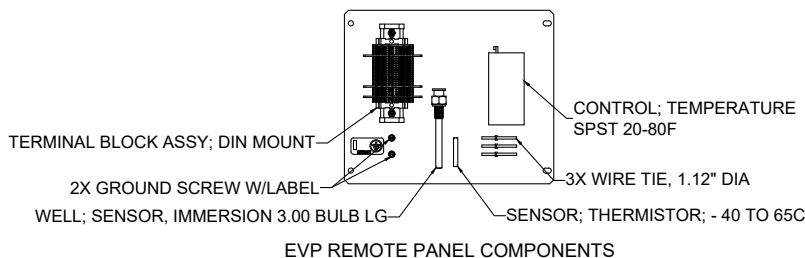 TERMINAL BLOCK ASSY; DIN MOUNT
2X GROUND SCREW W/LABEL
WELL; SENSOR, IMMERSION 3.00 BULB LG
CONTROL; TEMPERATURE
SPST 20-80F
3X WIRE TIE, 1.12" DIA
SENSOR; THERMISTOR; - 40 TO 65C
EVP REMOTE PANEL COMPONENTS